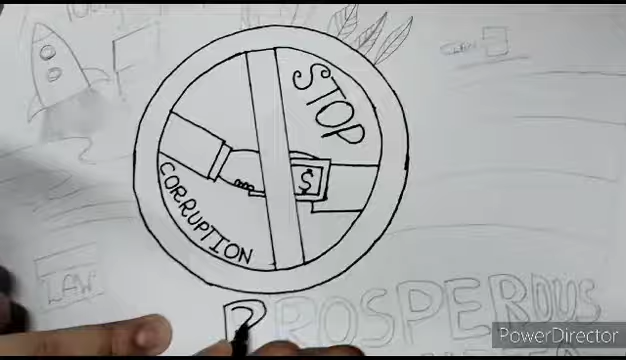 STOP
$
CORRUPTION
LAW
PROSPEROUS
PowerDirector